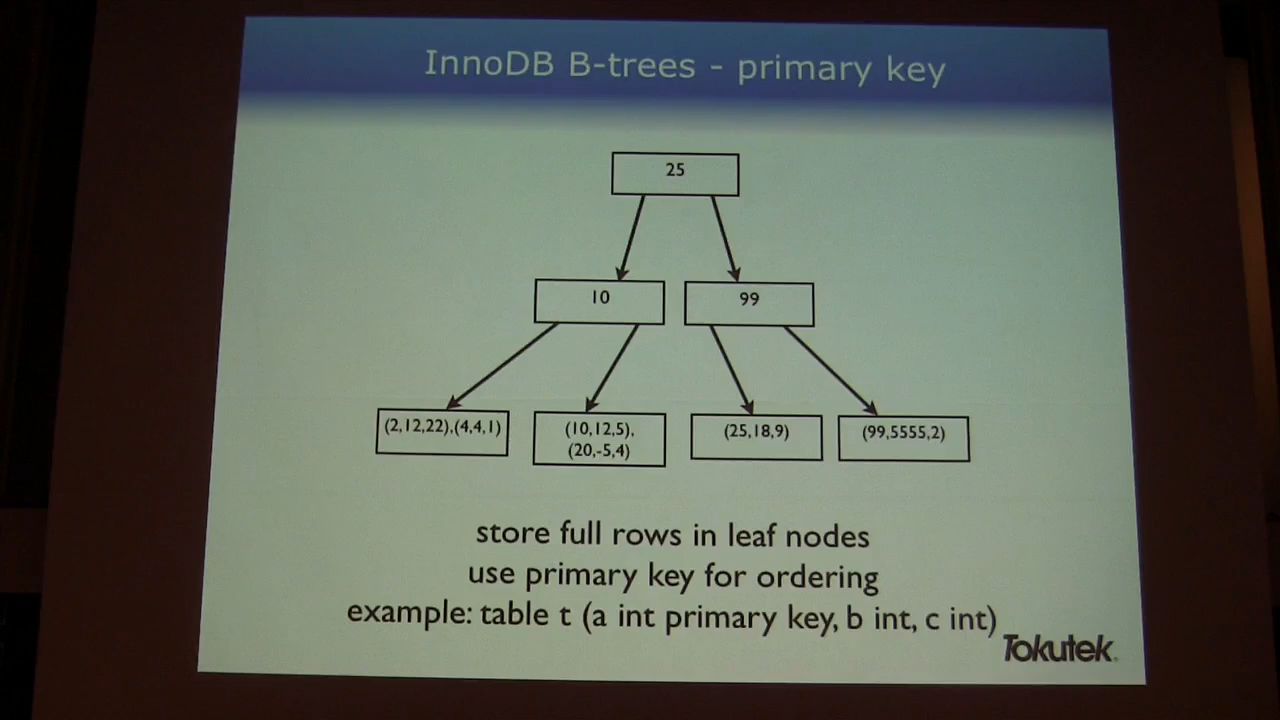 InnoDB B-trees - primary key
25
10
99
(2,12,22),(4,4,1)
(10,12,5),
(20,-5,4)
(25,18,9)
(99,5555,2)
store full rows in leaf nodes
use primary key for ordering
example: table t (a int primary key, b int, c int)
Tokutek